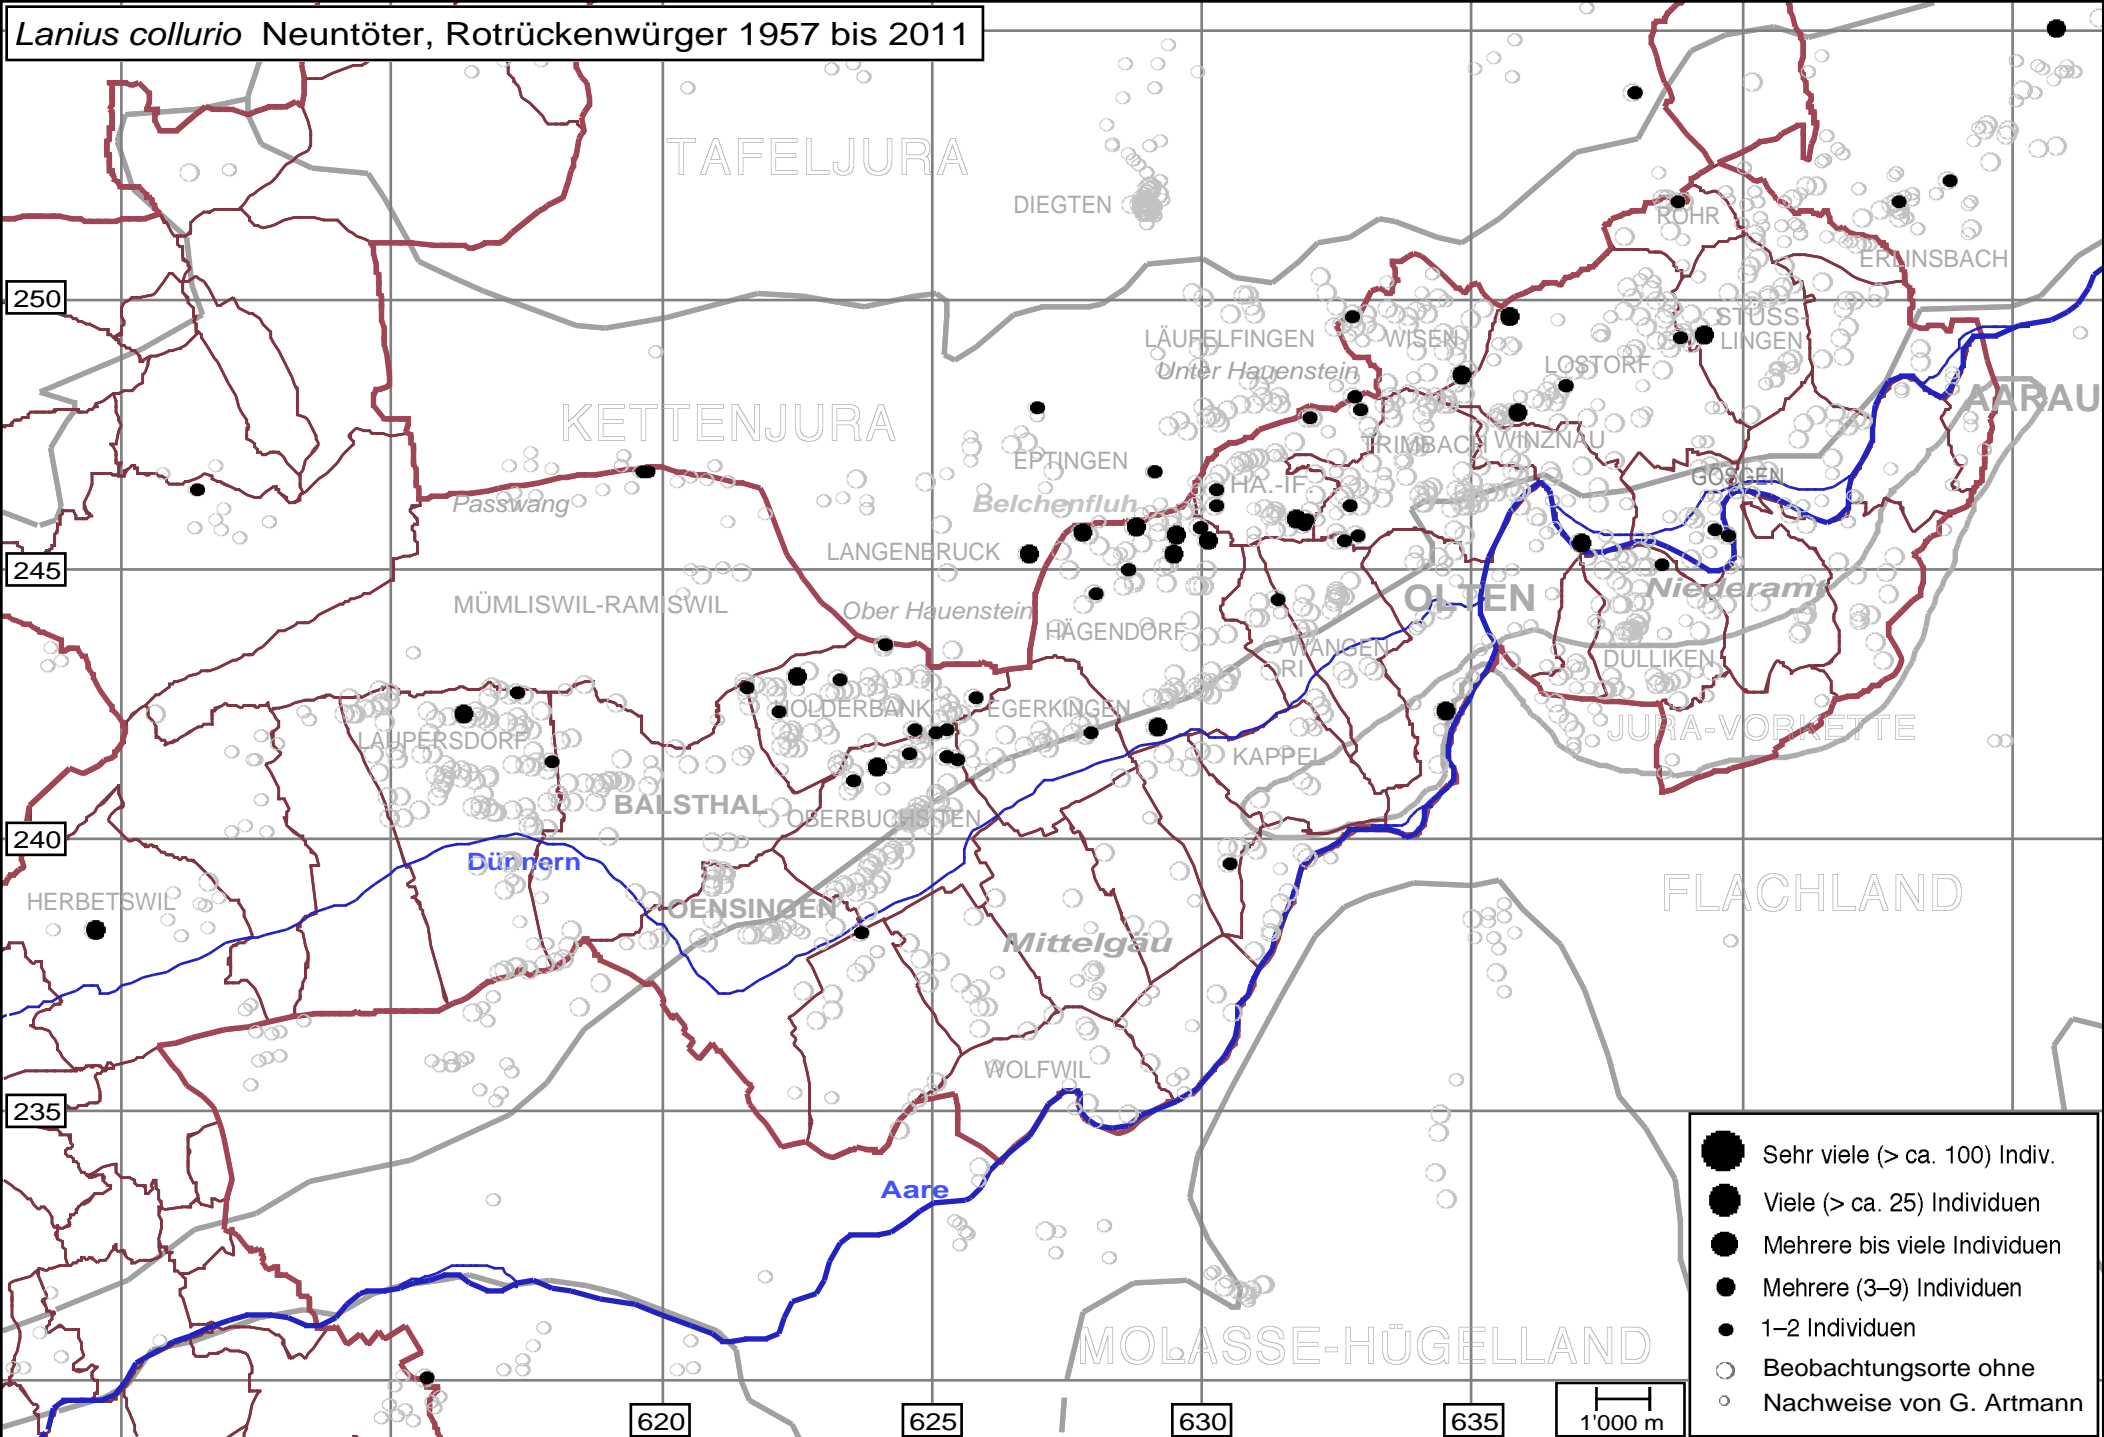 Lanius collurio Neuntöter, Rotrückenwürger 1957 bis 2011
TAFELJURA
DIEGTEN
ROHR
ERLINSBACH
250
STÜSS-
LINGEN
LÄUFELFINGEN
WISEN
Unter Hauenstein
LOSTORF
AARAU
KETTENJURA
TRIMBACH
WINZNAU
EPTINGEN
GÖSGEN
HA.-IF.
Passwang
Belchenfluh
LANGENBRUCK
245
MÜMLISWIL-RAMISWIL
Ober Hauenstein
OLTEN
Niederamt
HÄGENDORF
WANGEN
RI
DULLIKEN
HOLDERBANK
EGERKINGEN
JURA-VORKETTE
LAUPERSDORF
KAPPEL
BALSTHAL
OBERBUCHSITEN
240
Dünnern
HERBETSWIL
OENSINGEN
FLACHLAND
Mittelgäu
WOLFWIL
235
Aare
MOLASSE-HÜGELLAND
Sehr viele (> ca. 100) Indiv.
Viele (> ca. 25) Individuen
Mehrere bis viele Individuen
Mehrere (3–9) Individuen
1–2 Individuen
Beobachtungsorte ohne
Nachweise von G. Artmann
620
625
630
635
1'000 m